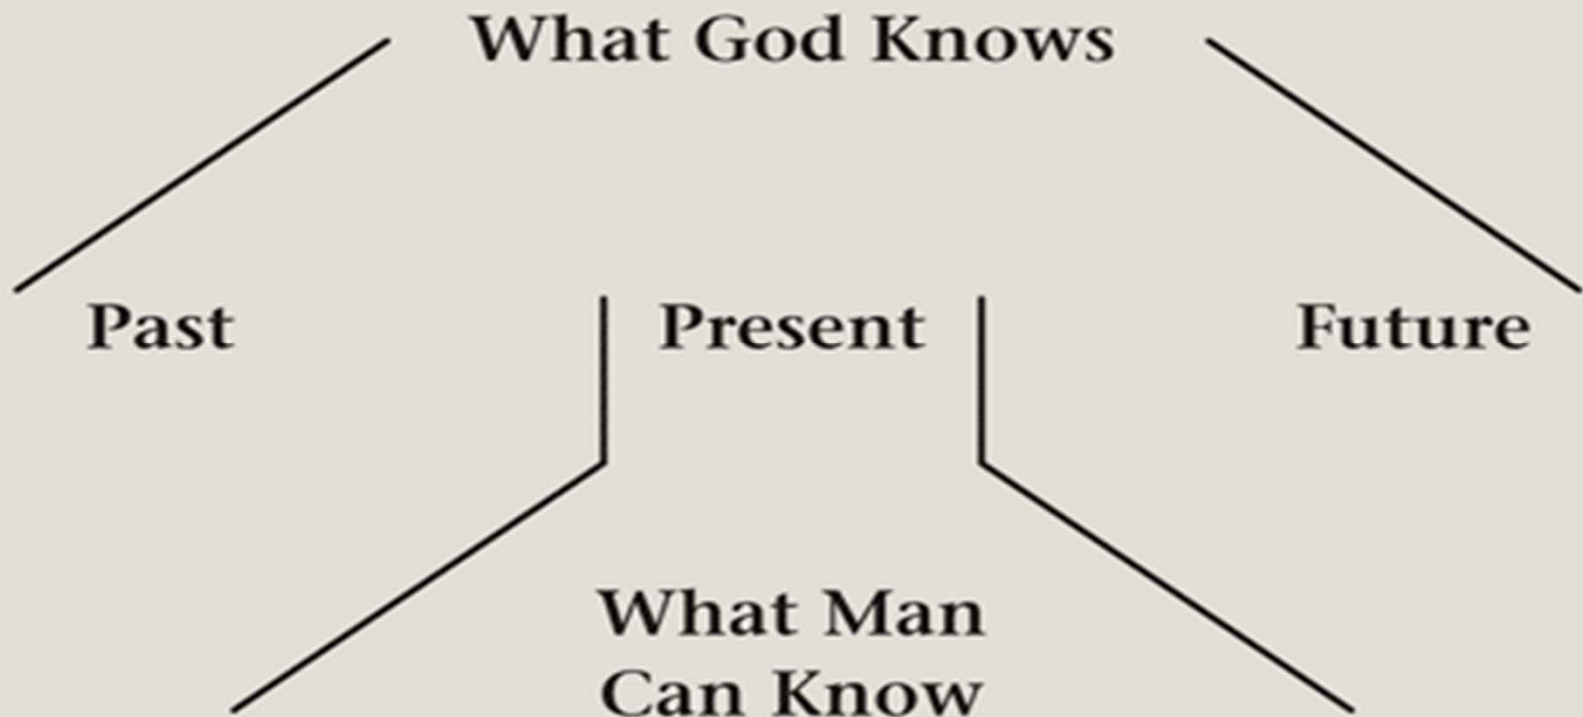 What God Knows
Past Present Future
What Man
Can Know